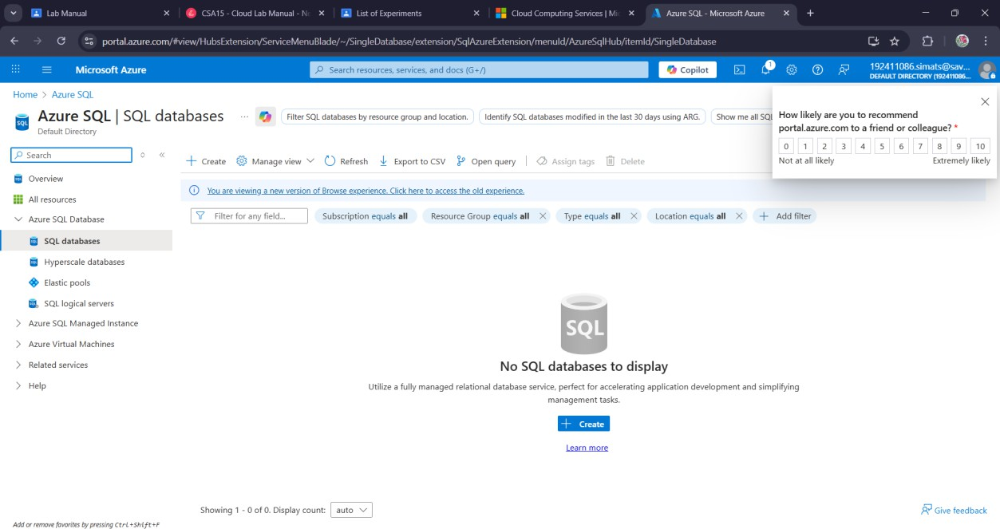 Lab Manual
CSA15 - Cloud Lab Manual - N
List of Experiments
Cloud Computing Services | Mi
Azure SQL - Microsoft Azure
portal.azure.com/#view/HubsExtension/ServiceMenuBlade/~/SingleDatabase/extension/SqlAzureExtension/menuId/AzureSqlHub/itemId/SingleDatabase
Microsoft Azure
Search resources, services, and docs (G+/)
Copilot
1
192411086.simats@sav...
DEFAULT DIRECTORY (192411086...
Home > Azure SQL
Azure SQL | SQL databases
...
Default Directory
Filter SQL databases by resource group and location.
Identify SQL databases modified in the last 30 days using ARG.
Show me all SQL
How likely are you to recommend
portal.azure.com to a friend or colleague? *
0 1 2 3 4 5 6 7 8 9 10
Not at all likely
Extremely likely
Search
Create
Manage view
Refresh
Export to CSV
Open query
Assign tags
Delete
You are viewing a new version of Browse experience. Click here to access the old experience.
Filter for any field...
Subscription equals all
Resource Group equals all
Type equals all
Location equals all
Add filter
Overview
All resources
Azure SQL Database
SQL databases
Hyperscale databases
Elastic pools
SQL logical servers
Azure SQL Managed Instance
Azure Virtual Machines
Related services
Help
SQL
No SQL databases to display
Utilize a fully managed relational database service, perfect for accelerating application development and simplifying
management tasks.
Create
Learn more
Showing 1 - 0 of 0. Display count:
auto
Give feedback
Add or remove favorites by pressing Ctrl+Shift+F